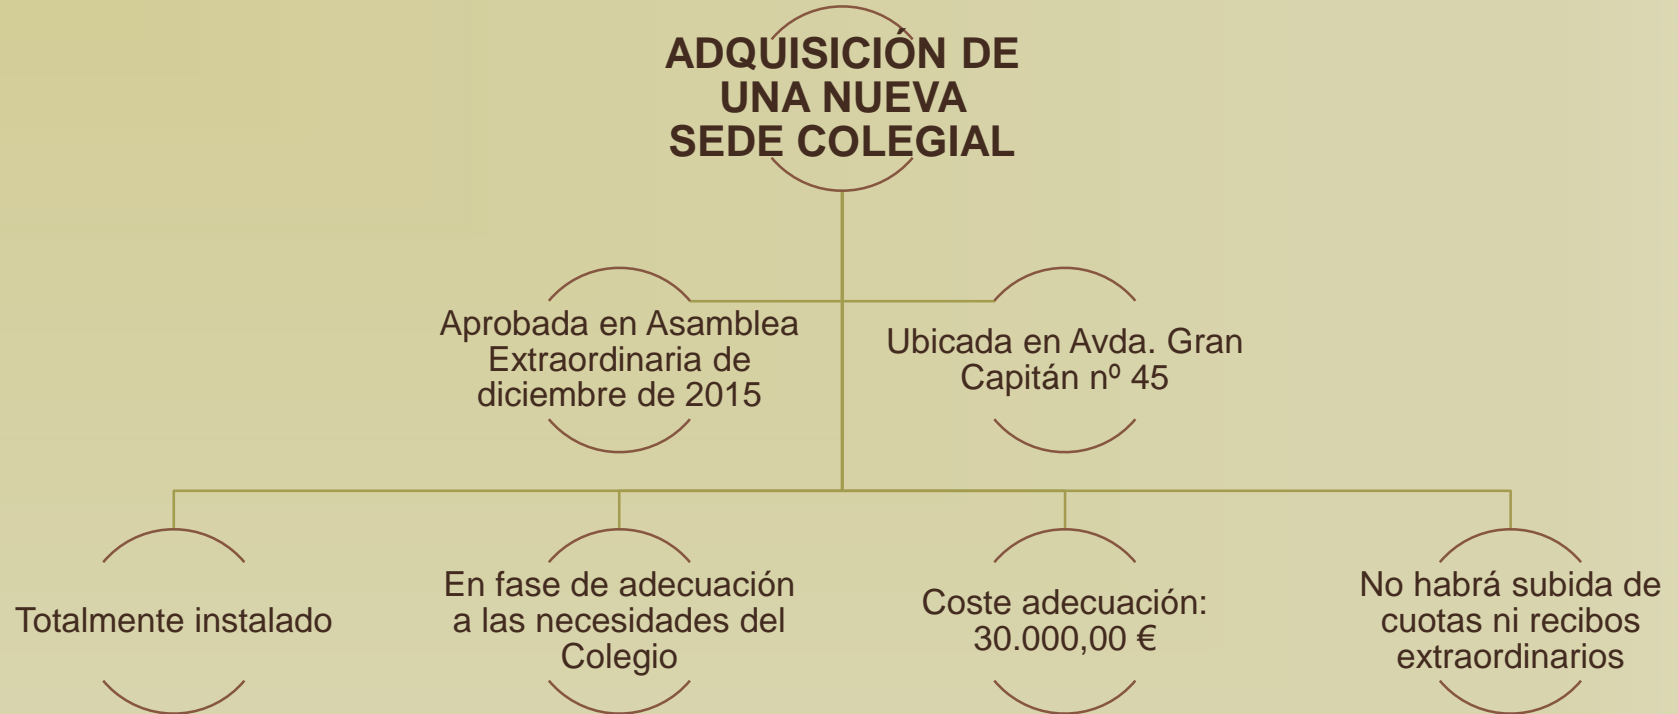 ADQUISICIÓN DE
UNA NUEVA
SEDE COLEGIAL
Aprobada en Asamblea
Extraordinaria de
diciembre de 2015
Ubicada en Avda. Gran
Capitán nº 45
Totalmente instalado
En fase de adecuación
a las necesidades del
Colegio
Coste adecuación:
30.000,00 €
No habrá subida de
cuotas ni recibos
extraordinarios